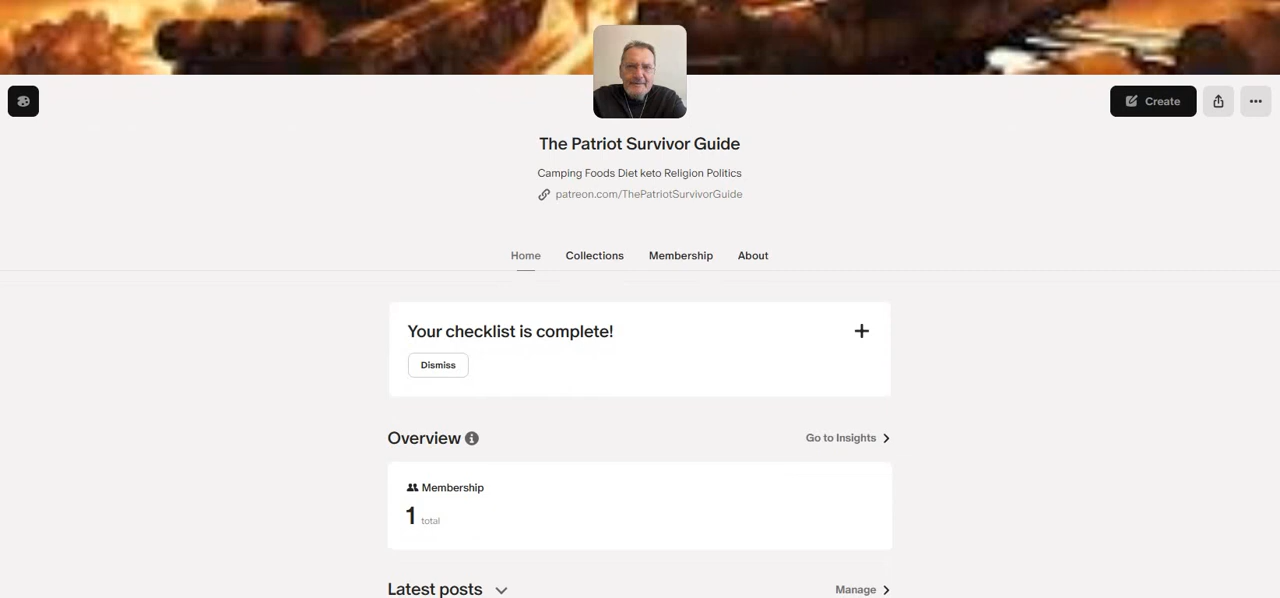 Create
The Patriot Survivor Guide
Camping Foods Diet keto Religion Politics
patreon.com/ThePatriotSurvivorGuide
Home Collections Membership About
Your checklist is complete!
Dismiss
Overview Go to Insights
Membership
1 total
Latest posts Manage